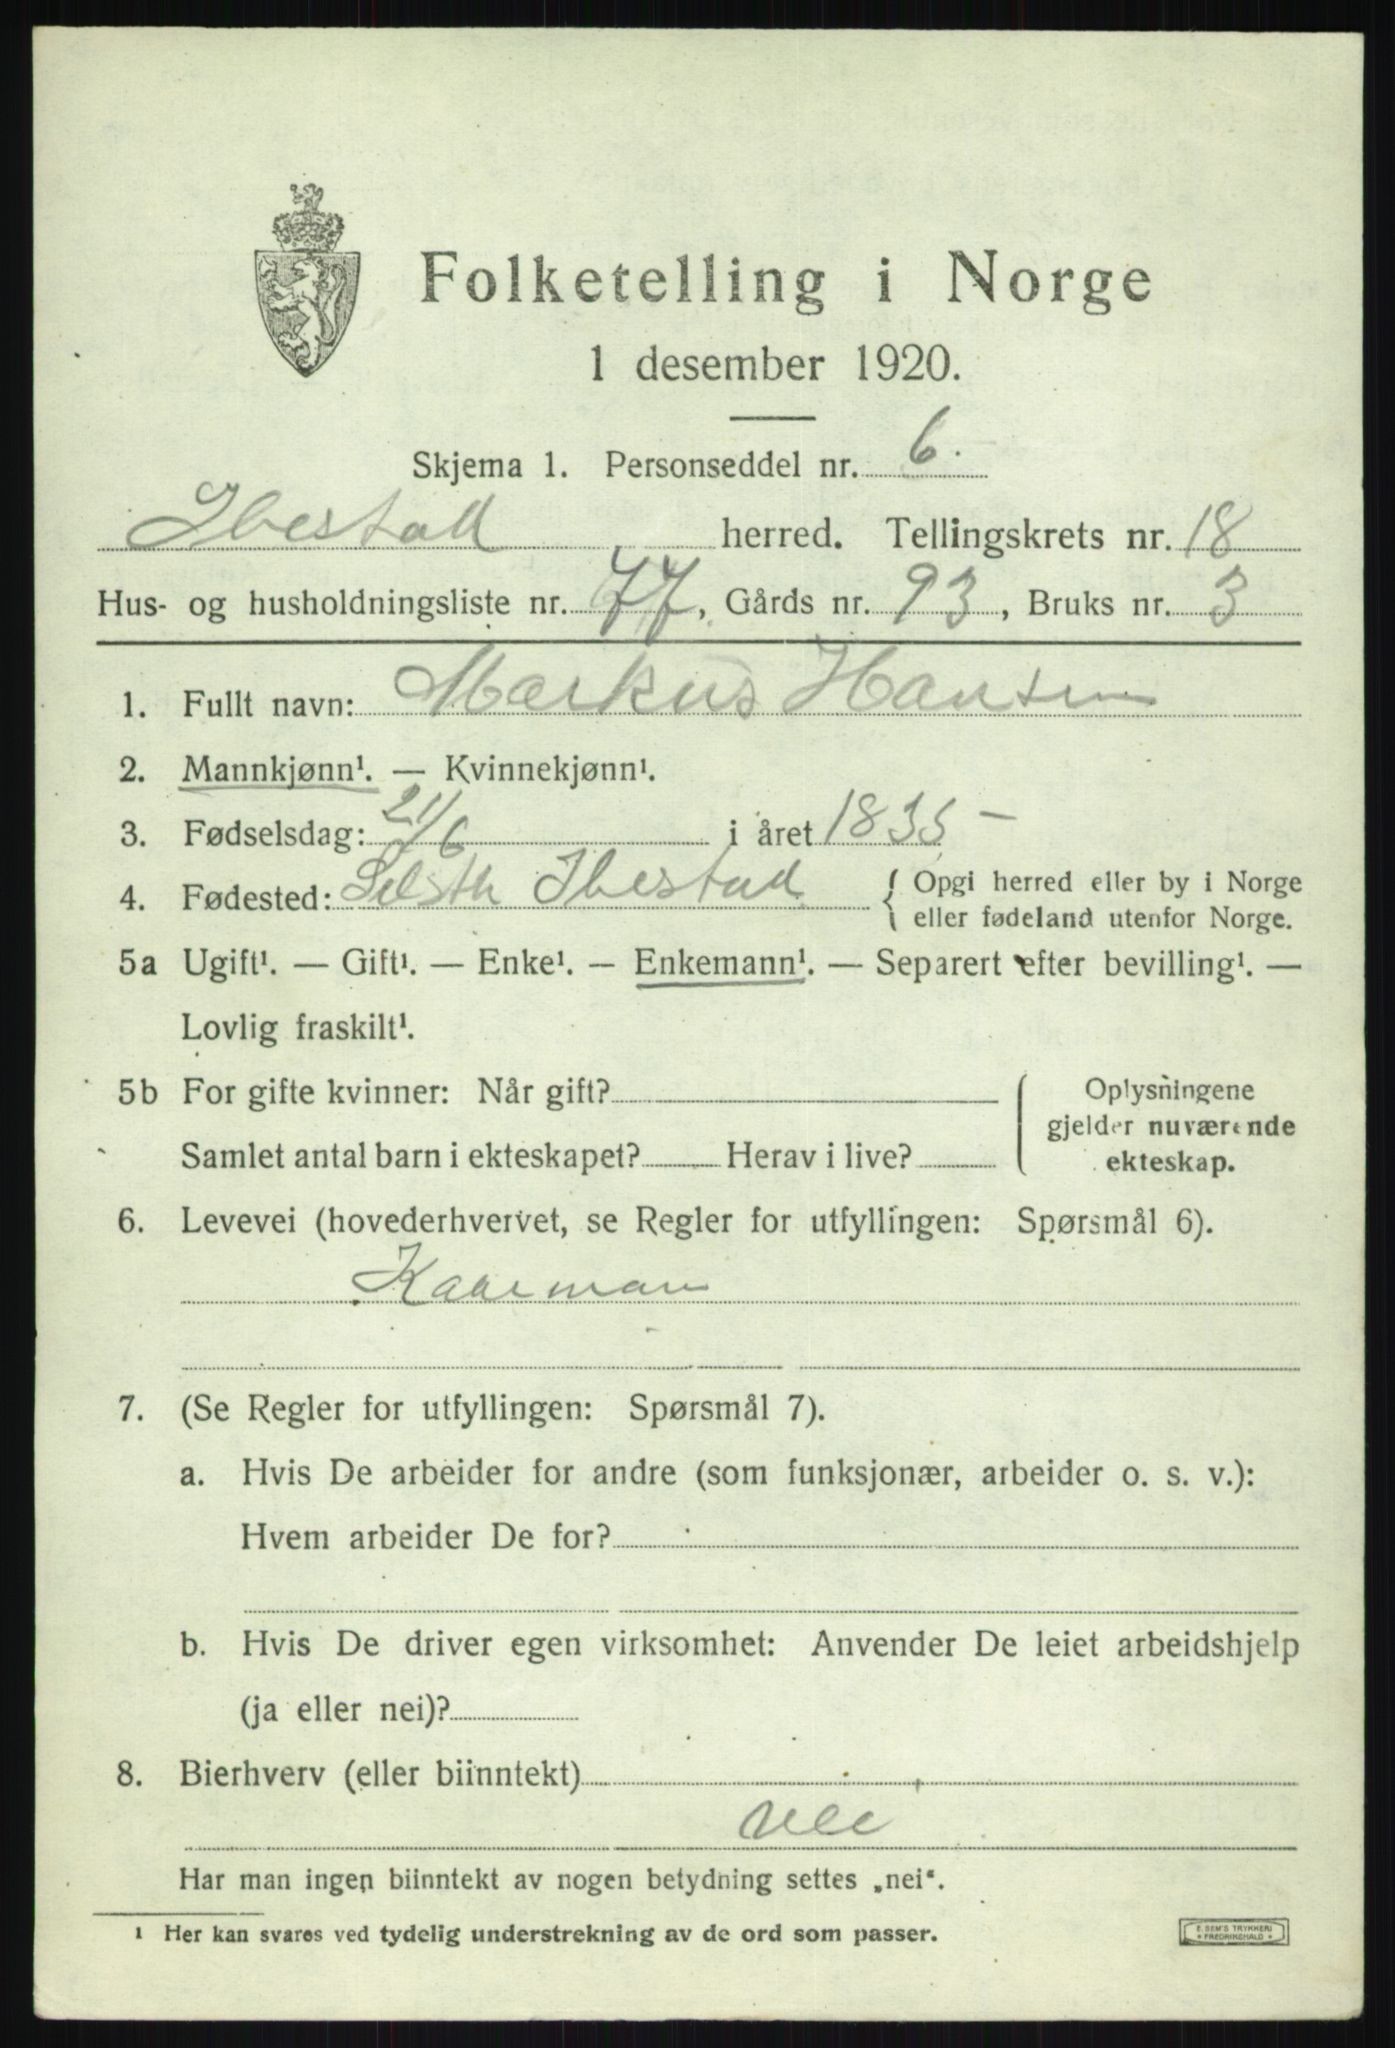 Folketelling i Norge
1 desember 1920.
Skjema 1. Personseddel nr. 6.
Ibestad herred. Tellingskrets nr. 18
Hus- og husholdningsliste nr. 77, Gårds nr. 93, Bruks nr. 3
1. Fullt navn: Markus Hansen
2. Mannkjønn¹. — Kvinnekjønn¹.
3. Fødselsdag: 21/6 i året 1835 –
4. Fødested: Ibestad { Opgi herred eller by i Norge
eller fødeland utenfor Norge.
5a Ugift¹. — Gift¹. — Enke¹. — Enkemann¹. — Separert efter bevilling¹. —
Lovlig fraskilt¹.
5b For gifte kvinner: Når gift? { Oplysningene
gjelder nuværende
Samlet antal barn i ekteskapet? Herav i live? ekteskap.
6. Levevei (hovederhvervet, se Regler for utfyllingen: Spørsmål 6).
Kaarman
7. (Se Regler for utfyllingen: Spørsmål 7).
a. Hvis De arbeider for andre (som funksjonær, arbeider o. s. v.):
Hvem arbeider De for?
b. Hvis De driver egen virksomhet: Anvender De leiet arbeidshjelp
(ja eller nei)?
8. Bierhverv (eller biinntekt)
Nei
Har man ingen biinntekt av nogen betydning settes „nei“.
¹ Her kan svares ved tydelig understrekning av de ord som passer.
E. SEM'S TRYKKERI
FREDRIKSHALD